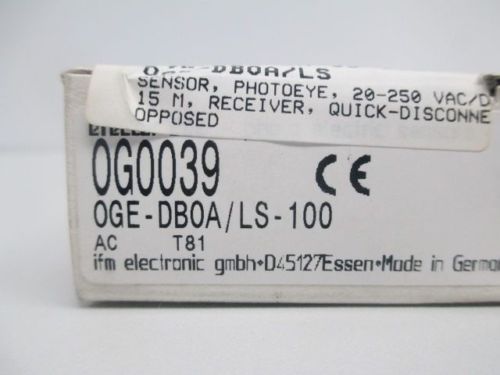 OGE-DBOA/LS
SENSOR, PHOTOEYE, 20-250 VAC/D
15 M, RECEIVER, QUICK-DISCONNE
OPPOSED
OG0039 CE
OGE-DBOA/LS-100
AC T81
ifm electronic gmbh•D45127Essen•Made in German